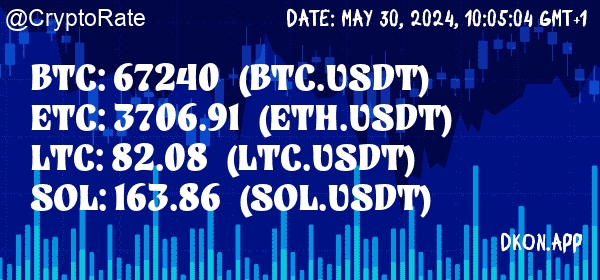 @CryptoRate
DATE: MAY 30, 2024, 10:05:04 GMT+1
BTC: 67240 (BTC.USDT)
ETC: 3706.91 (ETH.USDT)
LTC: 82.08 (LTC.USDT)
SOL: 163.86 (SOL.USDT)
DKON.APP